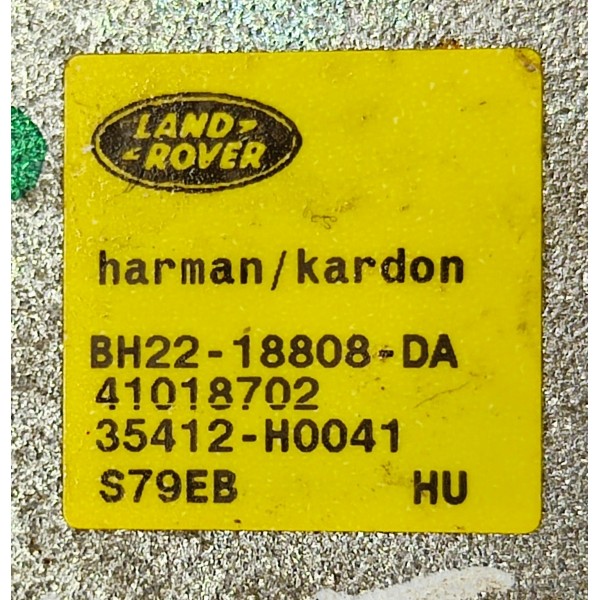 LAND
ROVER
harman/kardon
BH22-18808-DA
41018702
35412-H0041
S79EB HU